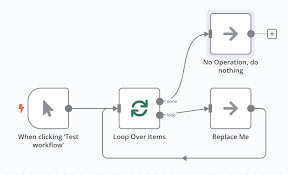 No Operation, do
nothing
done
loop
When clicking 'Test
workflow'
Loop Over Items
Replace Me